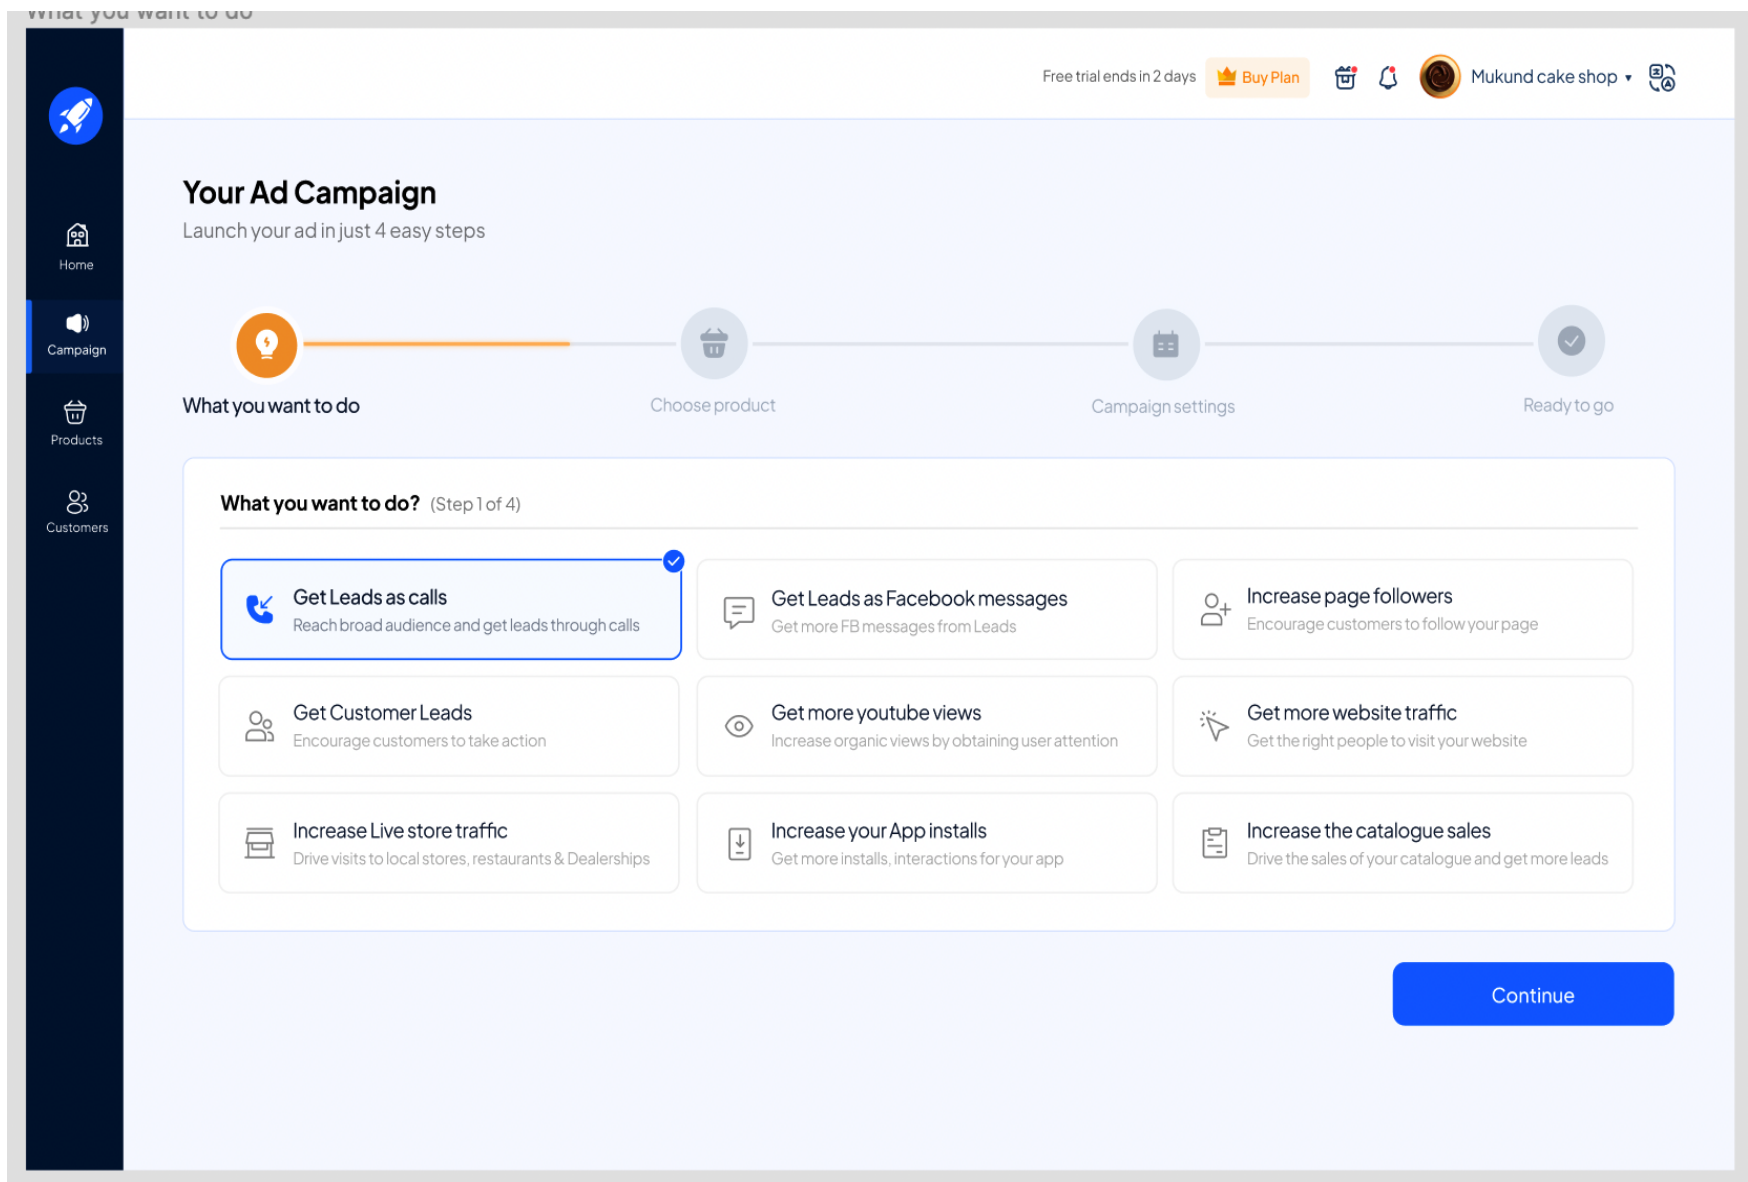 What you want to do
Free trial ends in 2 days
Buy Plan
Mukund cake shop
Your Ad Campaign
Launch your ad in just 4 easy steps
Home
Campaign
Products
Customers
What you want to do
Choose product
Campaign settings
Ready to go
What you want to do? (Step 1 of 4)
Get Leads as calls
Reach broad audience and get leads through calls
Get Leads as Facebook messages
Get more FB messages from Leads
Increase page followers
Encourage customers to follow your page
Get Customer Leads
Encourage customers to take action
Get more youtube views
Increase organic views by obtaining user attention
Get more website traffic
Get the right people to visit your website
Increase Live store traffic
Drive visits to local stores, restaurants & Dealerships
Increase your App installs
Get more installs, interactions for your app
Increase the catalogue sales
Drive the sales of your catalogue and get more leads
Continue